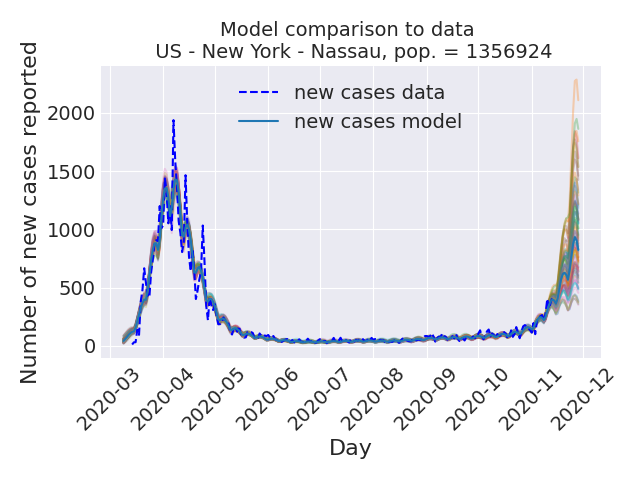 Model comparison to data
US - New York - Nassau, pop. = 1356924
new cases data
new cases model
Number of new cases reported
2000
1500
1000
500
0
2020-03
2020-04
2020-05
2020-06
2020-07
2020-08
2020-09
2020-10
2020-11
2020-12
Day